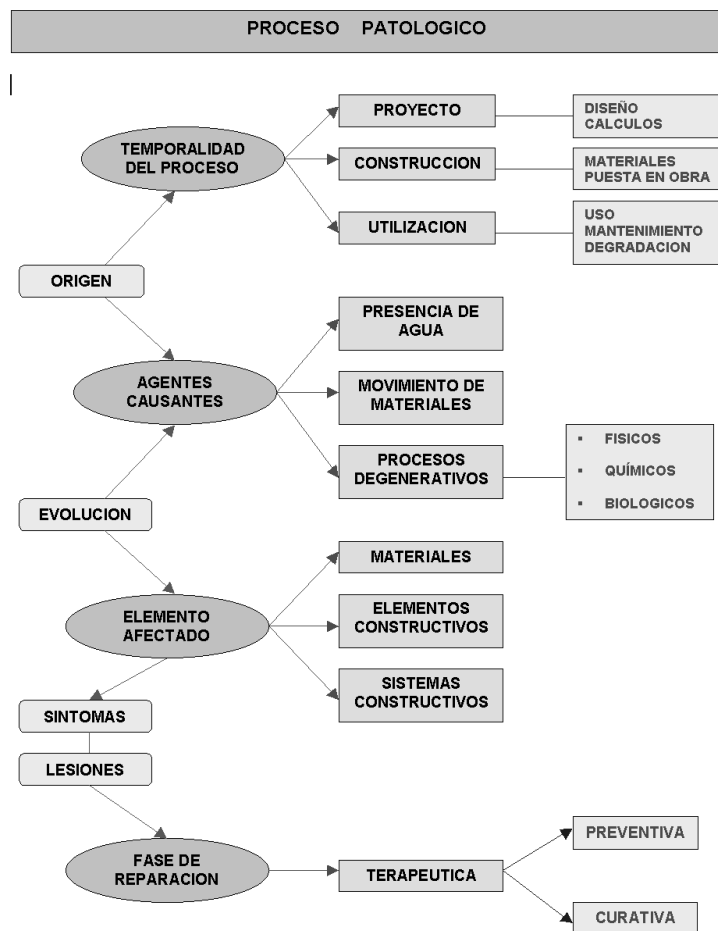 PROCESO PATOLOGICO
TEMPORALIDAD
DEL PROCESO
PROYECTO
DISEÑO
CALCULOS
CONSTRUCCION
MATERIALES
PUESTA EN OBRA
UTILIZACION
USO
MANTENIMIENTO
DEGRADACION
ORIGEN
AGENTES
CAUSANTES
PRESENCIA DE
AGUA
MOVIMIENTO DE
MATERIALES
PROCESOS
DEGENERATIVOS
▪ FISICOS
▪ QUÍMICOS
▪ BIOLOGICOS
EVOLUCION
ELEMENTO
AFECTADO
MATERIALES
ELEMENTOS
CONSTRUCTIVOS
SISTEMAS
CONSTRUCTIVOS
SINTOMAS
LESIONES
FASE DE
REPARACION
TERAPEUTICA
PREVENTIVA
CURATIVA